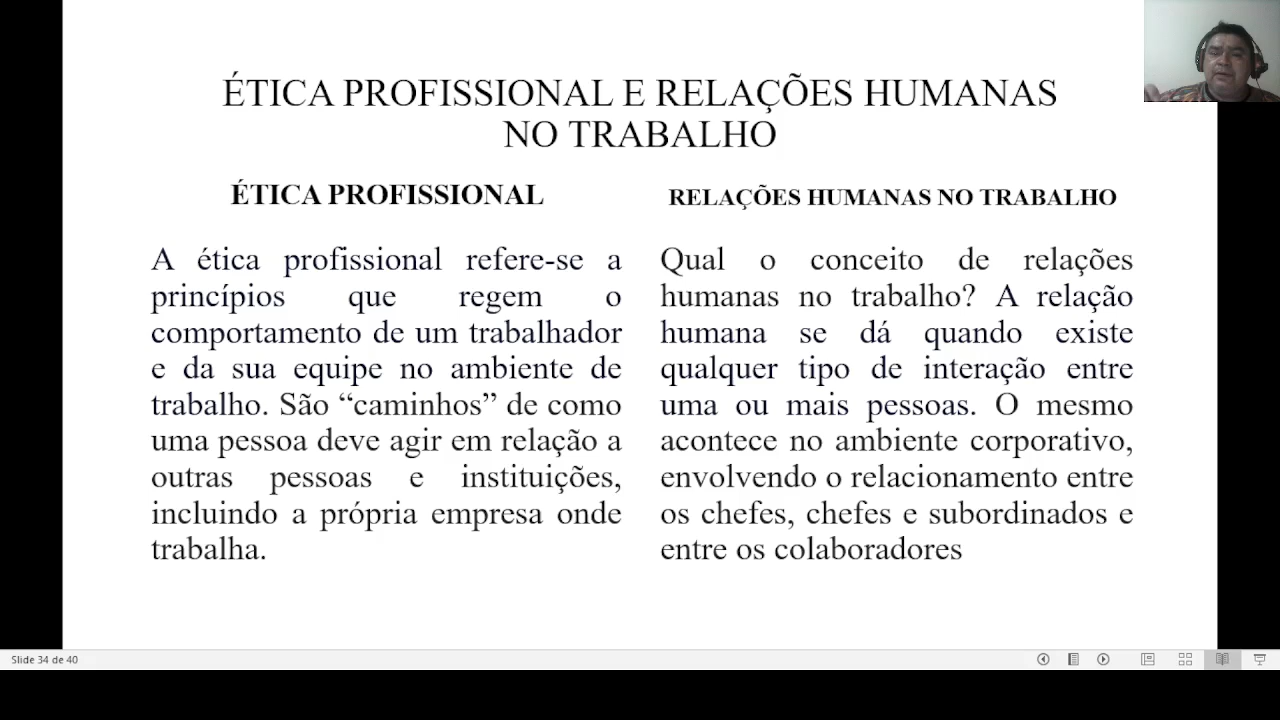 ÉTICA PROFISSIONAL E RELAÇÕES HUMANAS
NO TRABALHO
ÉTICA PROFISSIONAL
A ética profissional refere-se a
princípios que regem o
comportamento de um trabalhador
e da sua equipe no ambiente de
trabalho. São “caminhos” de como
uma pessoa deve agir em relação a
outras pessoas e instituições,
incluindo a própria empresa onde
trabalha.
RELAÇÕES HUMANAS NO TRABALHO
Qual o conceito de relações
humanas no trabalho? A relação
humana se dá quando existe
qualquer tipo de interação entre
uma ou mais pessoas. O mesmo
acontece no ambiente corporativo,
envolvendo o relacionamento entre
os chefes, chefes e subordinados e
entre os colaboradores
Slide 34 de 40